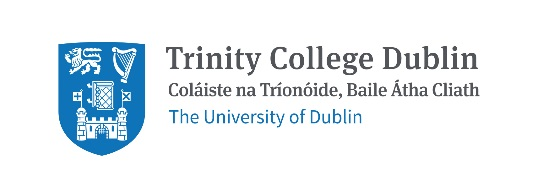 Trinity College Dublin
Coláiste na Tríonóide, Baile Átha Cliath
The University of Dublin